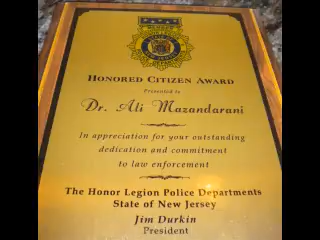 MEMBER
HONORED CITIZEN AWARD
Presented to
Dr. Ali Mazandarani
In appreciation for your outstanding
dedication and commitment
to law enforcement
The Honor Legion Police Departments
State of New Jersey
Jim Durkin
President